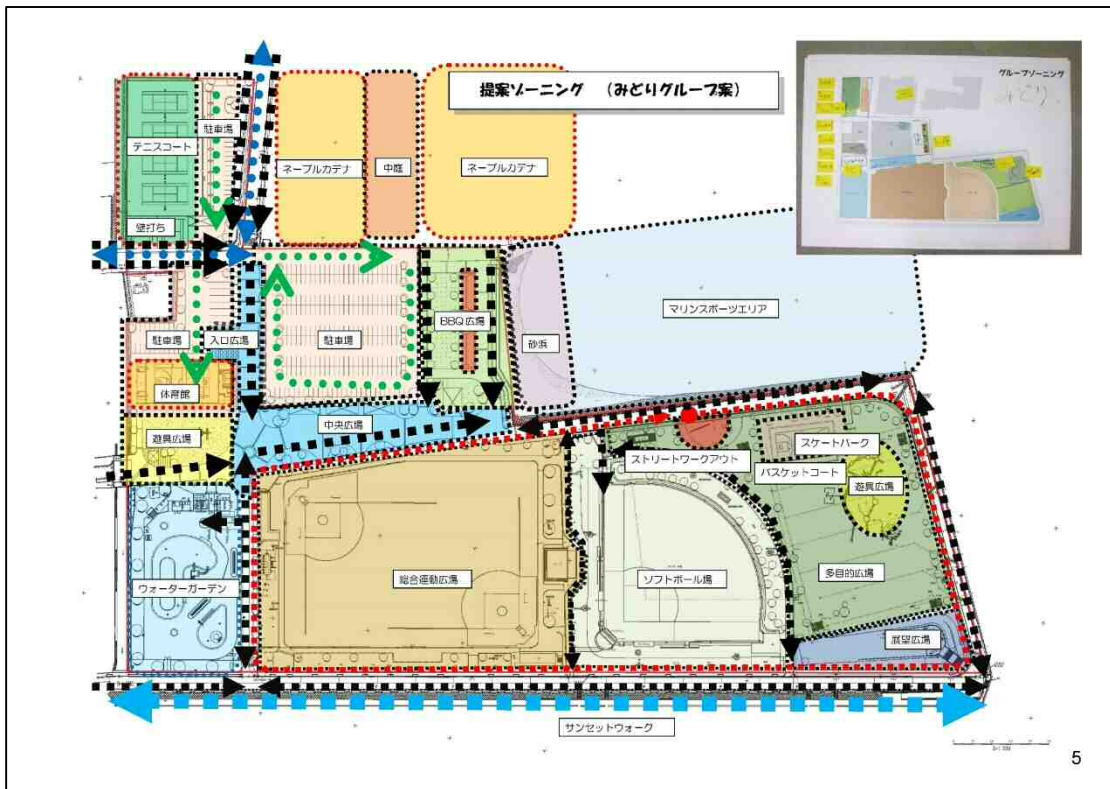 提案ゾーニング （みどりグループ案）
グループゾーニング
みどり
駐車場
テニスコート
ネーブルカデナ
中庭
ネーブルカデナ
壁打ち
駐車場
入口広場
駐車場
BBQ広場
砂浜
マリンスポーツエリア
体育館
遊具広場
中央広場
ストリートワークアウト
スケートパーク
バスケットコート
遊具広場
ウォーターガーデン
総合運動広場
ソフトボール場
多目的広場
展望広場
サンセットウォーク
5